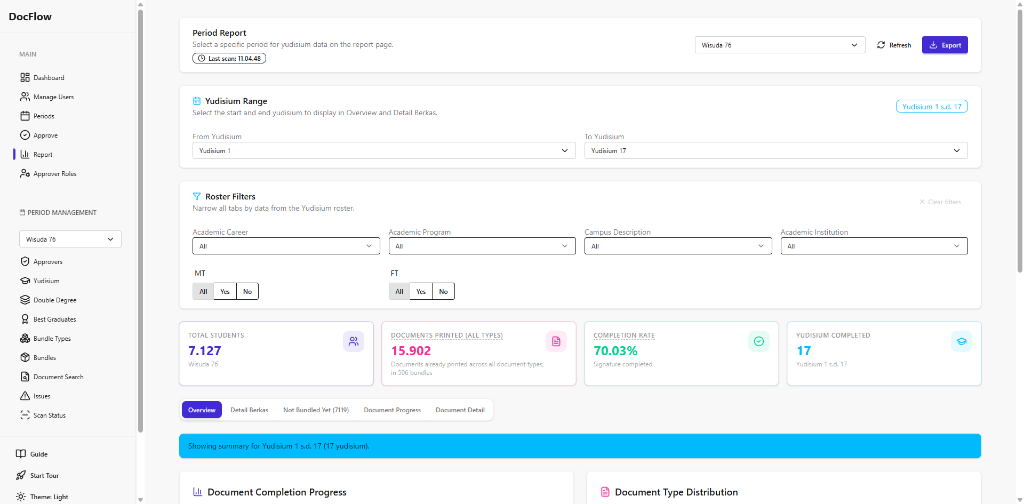 DocFlow
MAIN
Dashboard
Manage Users
Periods
Approve
Report
Approver Roles
PERIOD MANAGEMENT
Wisuda 76
Approvers
Yudisium
Double Degree
Best Graduates
Bundle Types
Bundles
Document Search
Issues
Scan Status
Guide
Start Tour
Theme: Light
Period Report
Select a specific period for yudisium data on the report page.
Last scan: 11.04.48
Wisuda 76
Refresh
Export
Yudisium Range
Select the start and end yudisium to display in Overview and Detail Berkas.
Yudisium 1 s.d. 17
From Yudisium
To Yudisium
Yudisium 1
Yudisium 17
Roster Filters
Narrow all tabs by data from the Yudisium roster.
Clear filters
Academic Career
Academic Program
Campus Description
Academic Institution
All
All
All
All
MT
FT
All Yes No
All Yes No
TOTAL STUDENTS
7.127
Wisuda 76
DOCUMENTS PRINTED (ALL TYPES)
15.902
Documents already printed across all document types;
in 596 bundles
COMPLETION RATE
70.03%
Signature completed
YUDISIUM COMPLETED
17
Yudisium 1 s.d. 17
Overview
Detail Berkas
Not Bundled Yet (7119)
Document Progress
Document Detail
Showing summary for Yudisium 1 s.d. 17 (17 yudisium).
Document Completion Progress
Document Type Distribution